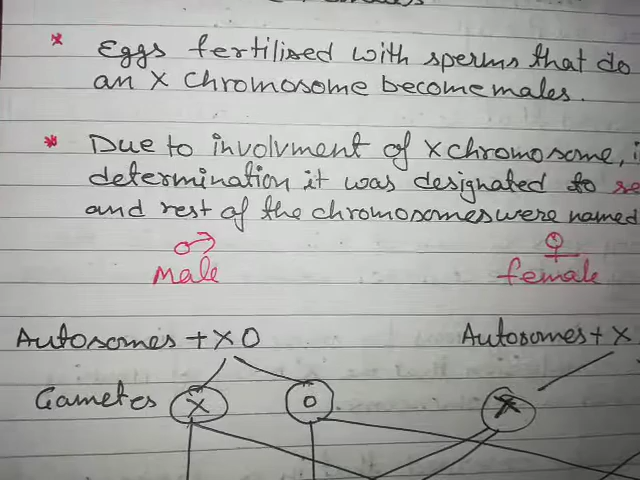 * Eggs fertilised with sperms that do
an X chromosome become males.
* Due to involvment of X chromosome, i
determination it was designated to se
and rest of the chromosomes were named
Male
female
Autosomes + XO
Autosomes + X
Gametes X O X